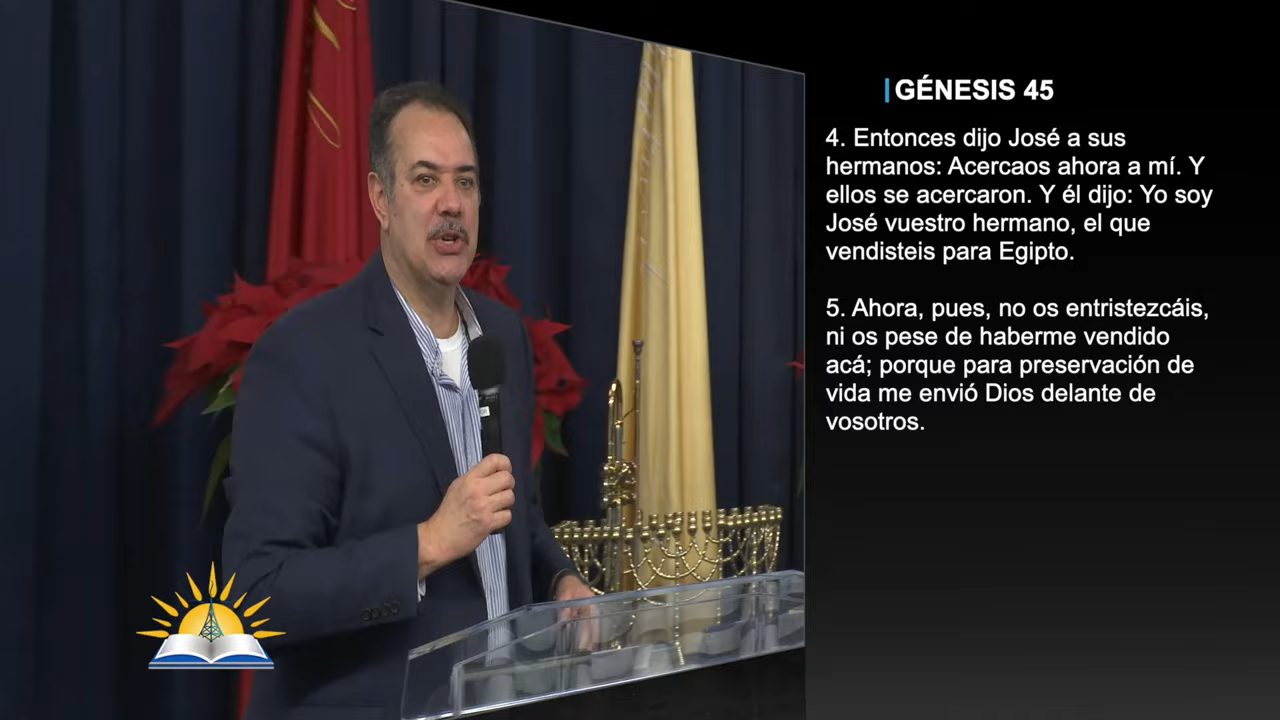 GÉNESIS 45
4. Entonces dijo José a sus
hermanos: Acercaos ahora a mí. Y
ellos se acercaron. Y él dijo: Yo soy
José vuestro hermano, el que
vendisteis para Egipto.
5. Ahora, pues, no os entristezcáis,
ni os pese de haberme vendido
acá; porque para preservación de
vida me envió Dios delante de
vosotros.